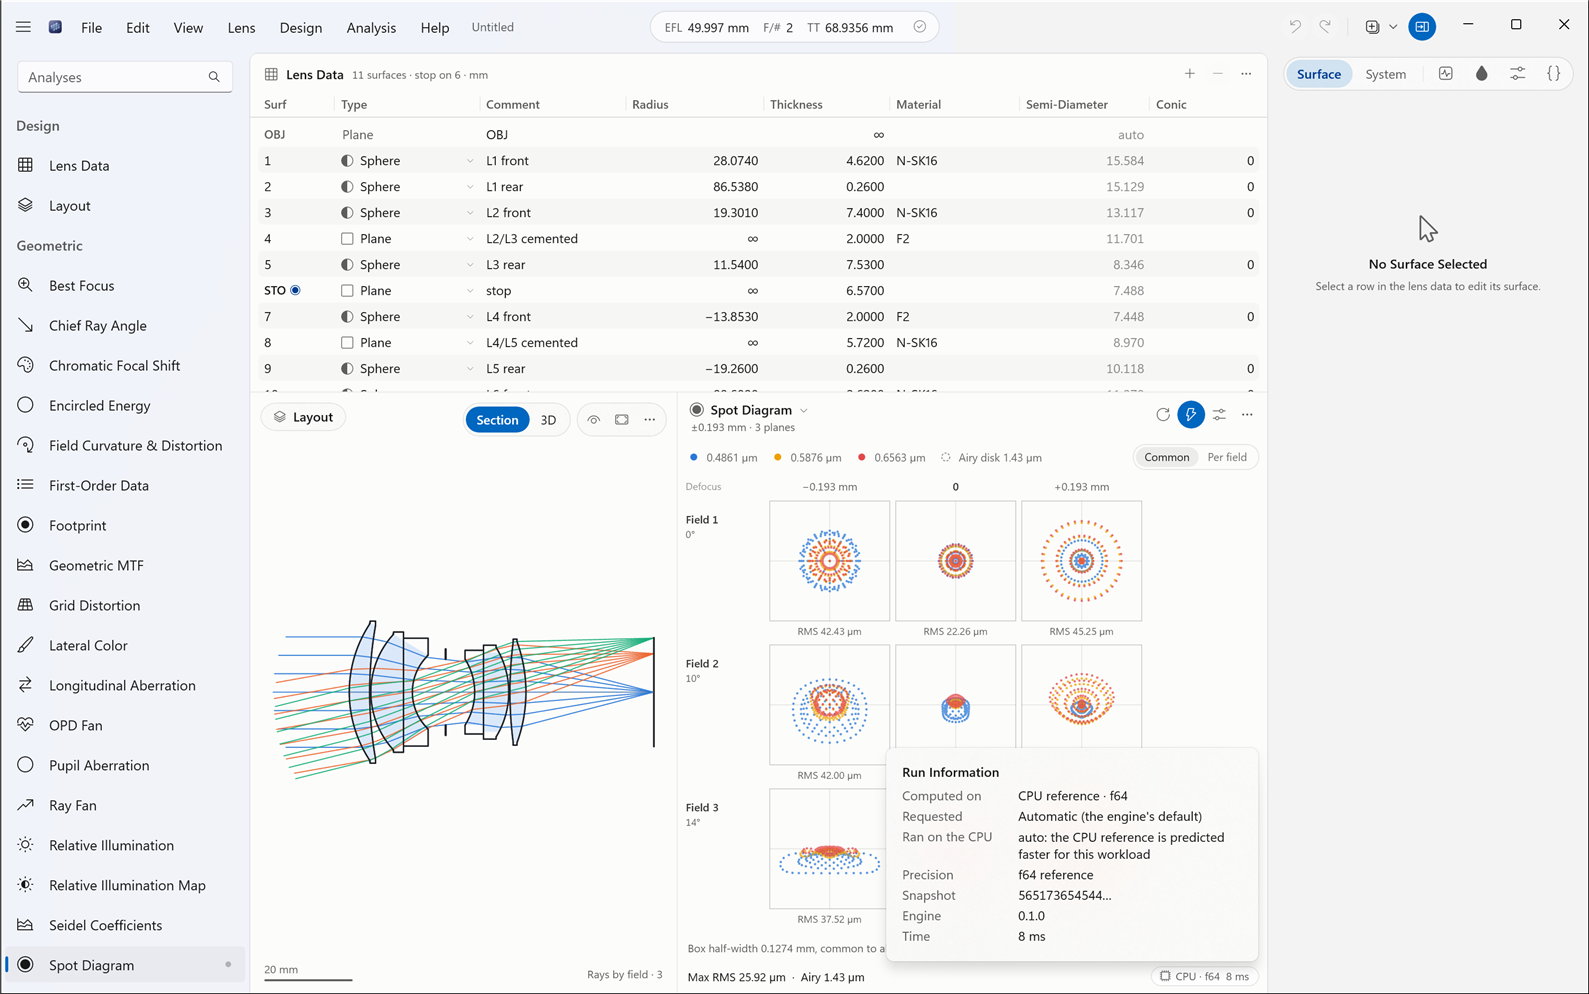 File Edit View Lens Design Analysis Help Untitled
EFL 49.997 mm F/# 2 TT 68.9356 mm
Analyses
Design
Lens Data
Layout
Geometric
Best Focus
Chief Ray Angle
Chromatic Focal Shift
Encircled Energy
Field Curvature & Distortion
First-Order Data
Footprint
Geometric MTF
Grid Distortion
Lateral Color
Longitudinal Aberration
OPD Fan
Pupil Aberration
Ray Fan
Relative Illumination
Relative Illumination Map
Seidel Coefficients
Spot Diagram
Lens Data 11 surfaces · stop on 6 · mm
Surf Type Comment Radius Thickness Material Semi-Diameter Conic
OBJ Plane OBJ ∞ auto
1 Sphere L1 front 28.0740 4.6200 N-SK16 15.584 0
2 Sphere L1 rear 86.5380 0.2600 15.129 0
3 Sphere L2 front 19.3010 7.4000 N-SK16 13.117 0
4 Plane L2/L3 cemented ∞ 2.0000 F2 11.701
5 Sphere L3 rear 11.5400 7.5300 8.346 0
STO Plane stop ∞ 6.5700 7.488
7 Sphere L4 front −13.8530 2.0000 F2 7.448 0
8 Plane L4/L5 cemented ∞ 5.7200 N-SK16 8.970
9 Sphere L5 rear −19.2600 0.2600 10.118 0
Layout
Section 3D
20 mm
Rays by field · 3
Spot Diagram
±0.193 mm · 3 planes
0.4861 µm 0.5876 µm 0.6563 µm Airy disk 1.43 µm
Common Per field
Defocus −0.193 mm 0 +0.193 mm
Field 1
0°
RMS 42.43 µm RMS 22.26 µm RMS 45.25 µm
Field 2
10°
RMS 42.00 µm
Field 3
14°
RMS 37.52 µm
Box half-width 0.1274 mm, common to a
Max RMS 25.92 µm · Airy 1.43 µm
CPU · f64 8 ms
Run Information
Computed on CPU reference · f64
Requested Automatic (the engine's default)
Ran on the CPU auto: the CPU reference is predicted
faster for this workload
Precision f64 reference
Snapshot 565173654544...
Engine 0.1.0
Time 8 ms
Surface System {}
No Surface Selected
Select a row in the lens data to edit its surface.